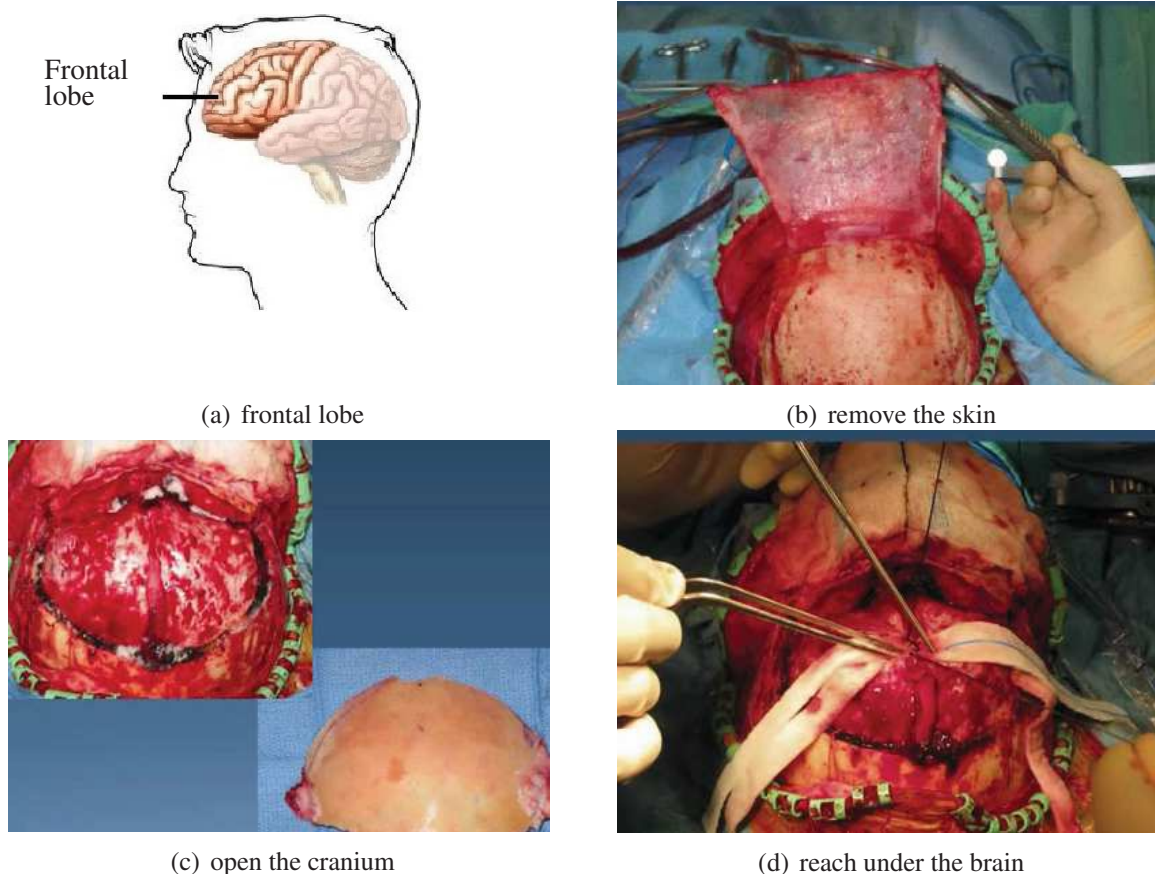 Frontal
lobe
(a) frontal lobe
(b) remove the skin
(c) open the cranium
(d) reach under the brain